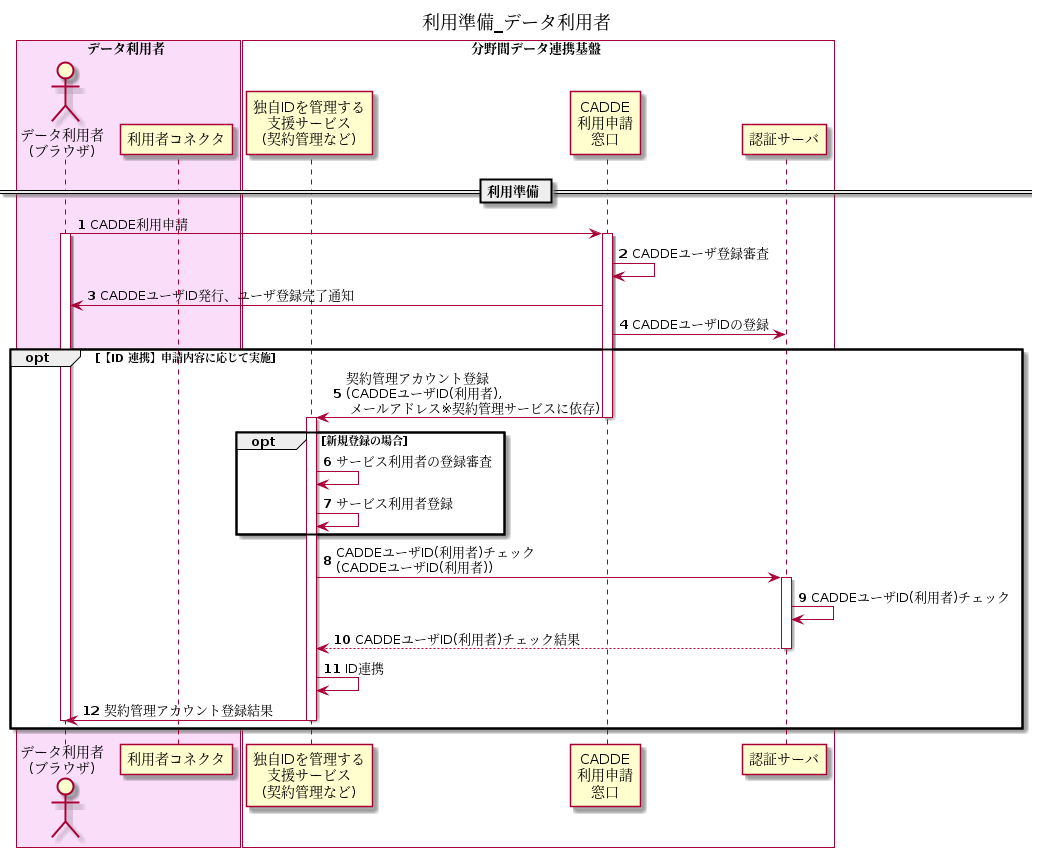 利用準備_データ利用者
データ利用者
分野間データ連携基盤
データ利用者
(ブラウザ)
利用者コネクタ
独自IDを管理する
支援サービス
(契約管理など)
CADDE
利用申請
窓口
認証サーバ
利用準備
1 CADDE利用申請
2 CADDEユーザ登録審査
3 CADDEユーザID発行、ユーザ登録完了通知
4 CADDEユーザIDの登録
opt [【ID 連携】申請内容に応じて実施]
契約管理アカウント登録
5 (CADDEユーザID(利用者),
メールアドレス※契約管理サービスに依存)
opt [新規登録の場合]
6 サービス利用者の登録審査
7 サービス利用者登録
8 CADDEユーザID(利用者)チェック
(CADDEユーザID(利用者))
9 CADDEユーザID(利用者)チェック
10 CADDEユーザID(利用者)チェック結果
11 ID連携
12 契約管理アカウント登録結果
データ利用者
(ブラウザ)
利用者コネクタ
独自IDを管理する
支援サービス
(契約管理など)
CADDE
利用申請
窓口
認証サーバ